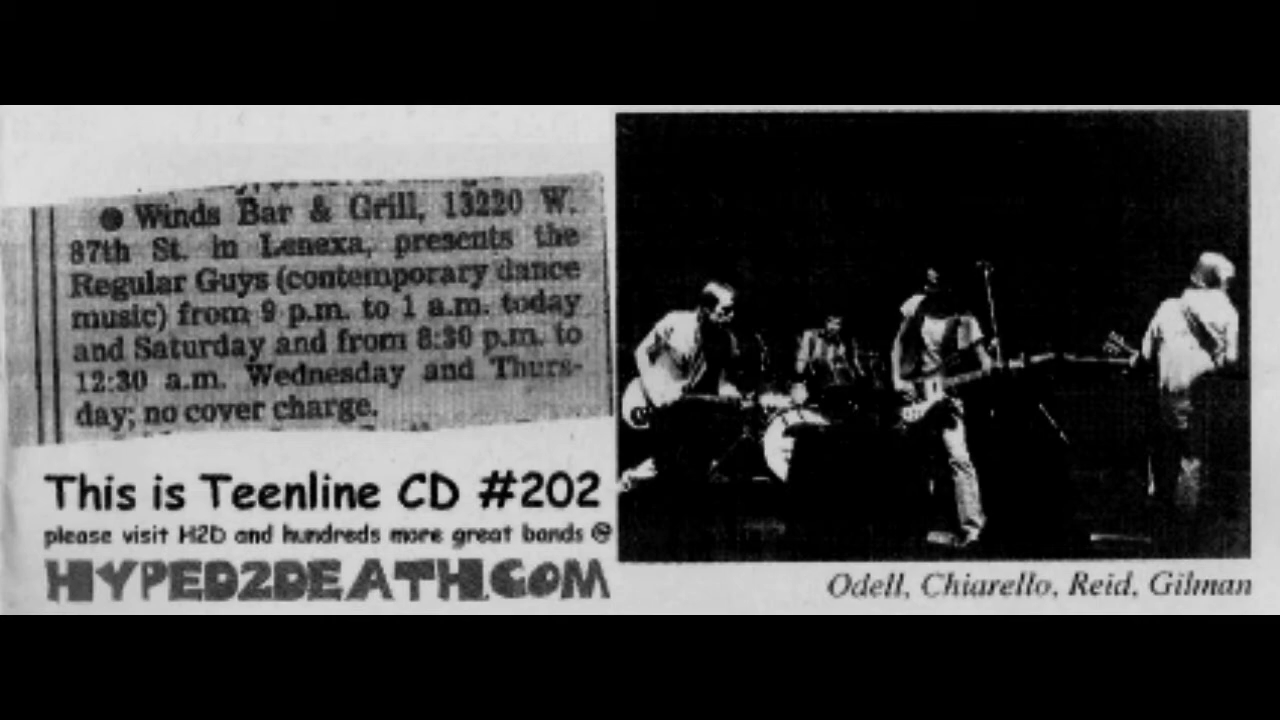 Winds Bar & Grill, 13220 W.
87th St. in Lenexa, presents the
Regular Guys (contemporary dance
music) from 9 p.m. to 1 a.m. today
and Saturday and from 8:30 p.m. to
12:30 a.m. Wednesday and Thurs-
day; no cover charge.
This is Teenline CD #202
please visit H2D and hundreds more great bands @
HYPED2DEATH.COM
Odell, Chiarello, Reid, Gilman